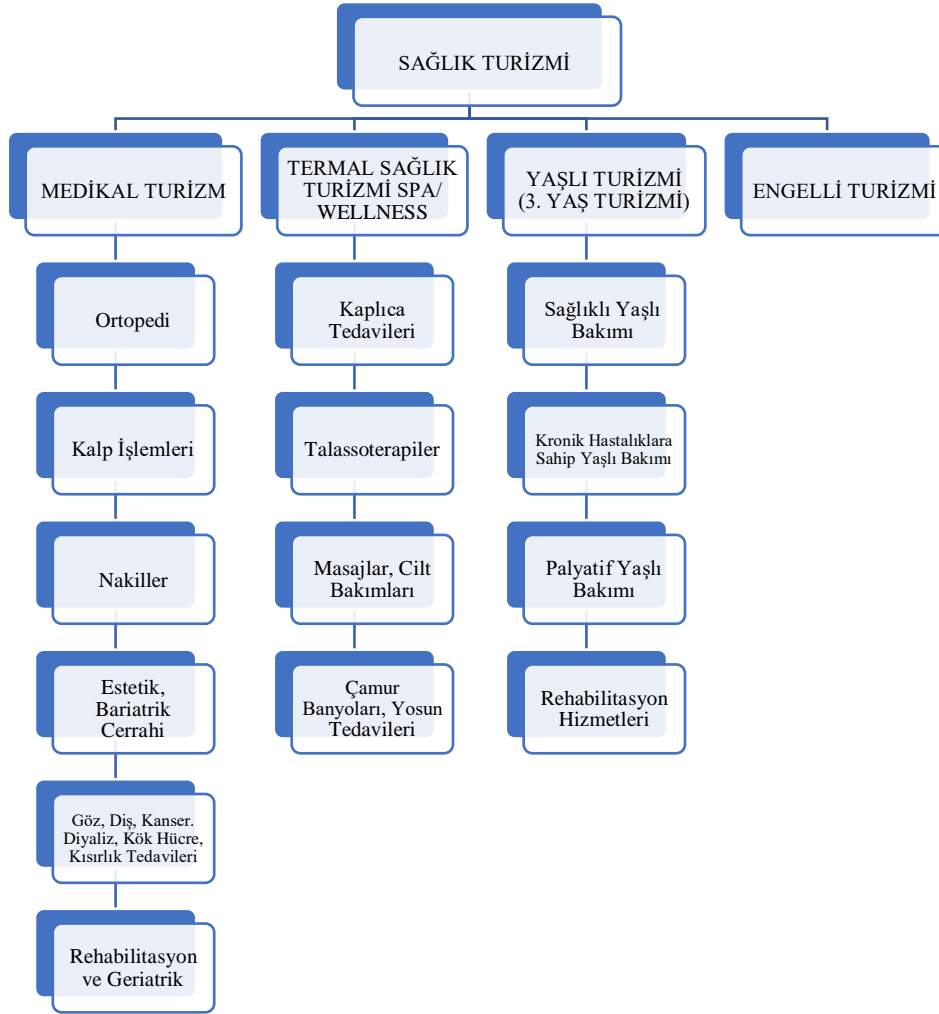 SAĞLIK TURİZMİ
MEDİKAL TURİZM
Ortopedi
Kalp İşlemleri
Nakiller
Estetik,
Bariatrik
Cerrahi
Göz, Diş, Kanser.
Diyaliz, Kök Hücre,
Kısırlık Tedavileri
Rehabilitasyon
ve Geriatrik
TERMAL SAĞLIK
TURİZMİ SPA/
WELLNESS
Kaplıca
Tedavileri
Talassoterapiler
Masajlar, Cilt
Bakımları
Çamur
Banyoları, Yosun
Tedavileri
YAŞLI TURİZMİ
(3. YAŞ TURİZMİ)
Sağlıklı Yaşlı
Bakımı
Kronik Hastalıklara
Sahip Yaşlı Bakımı
Palyatif Yaşlı
Bakımı
Rehabilitasyon
Hizmetleri
ENGELLİ TURİZMİ